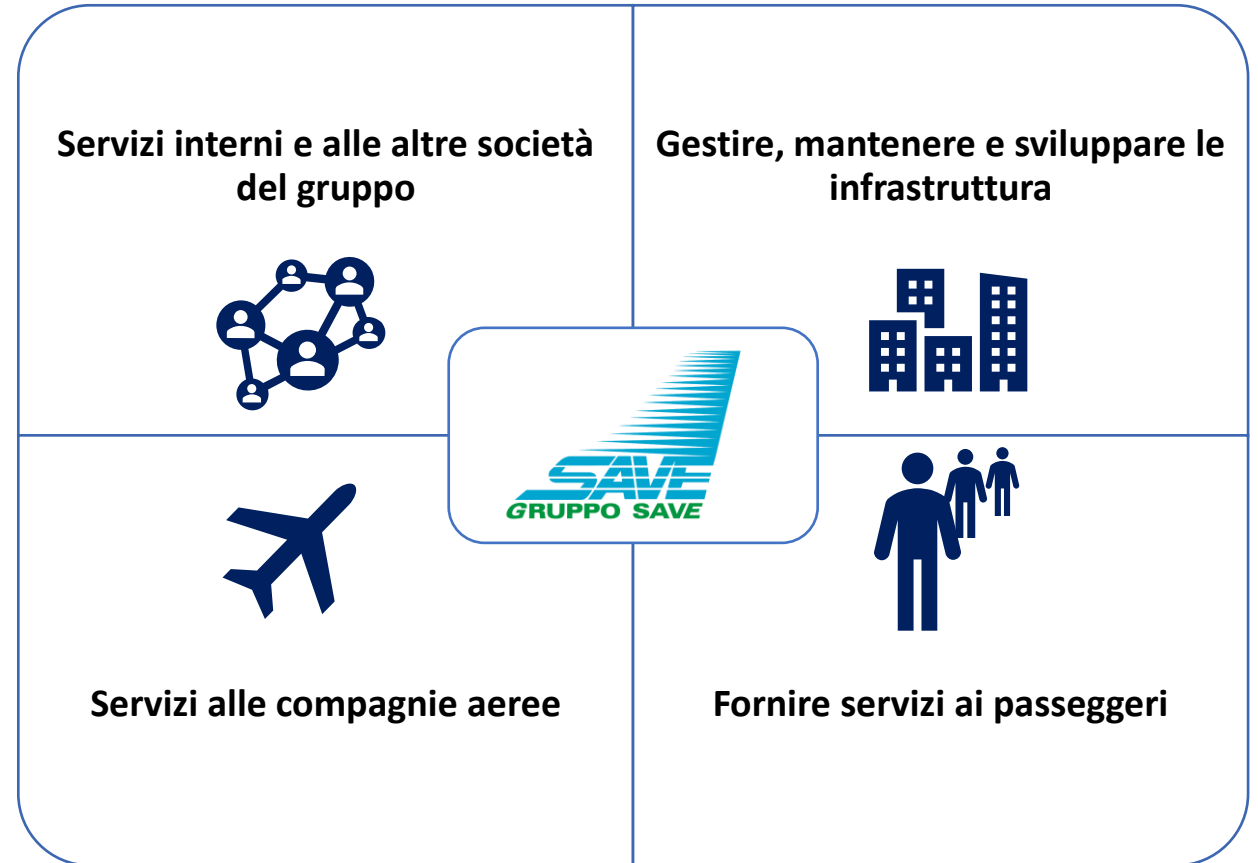 Servizi interni e alle altre società
del gruppo
Gestire, mantenere e sviluppare le
infrastruttura
SAVE
GRUPPO SAVE
Servizi alle compagnie aeree
Fornire servizi ai passeggeri